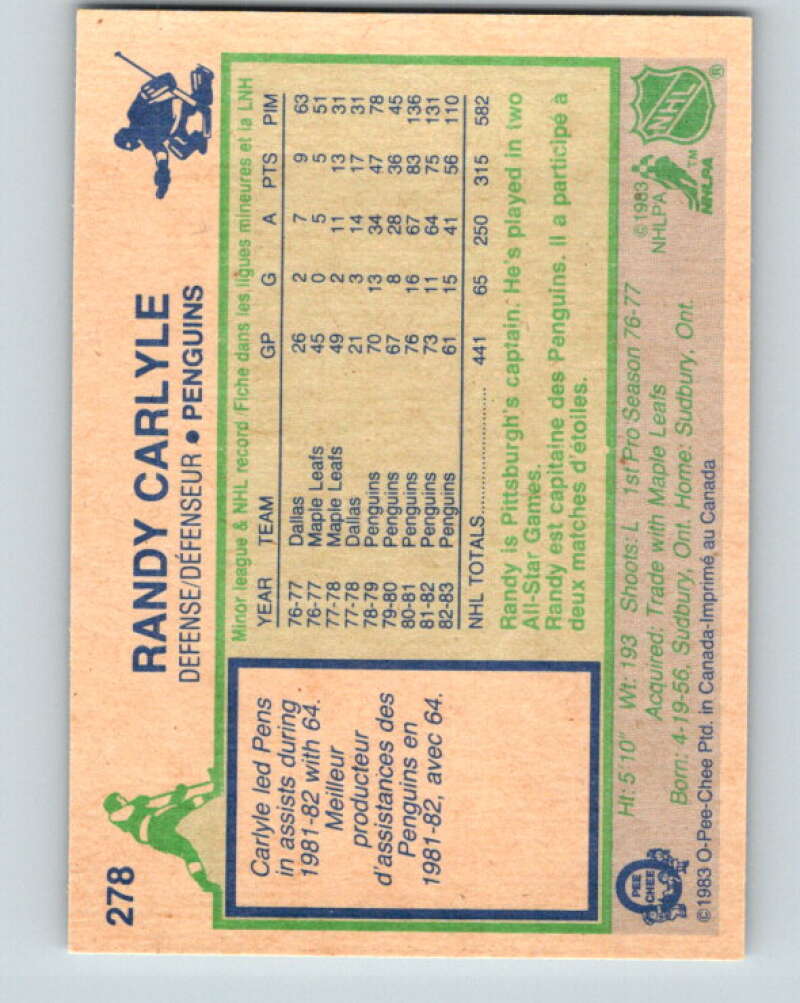 278
RANDY CARLYLE
DEFENSE/DÉFENSEUR • PENGUINS
Carlyle led Pens
in assists during
1981-82 with 64.
Meilleur
producteur
d'assistances des
Penguins en
1981-82, avec 64.
Minor league & NHL record/Fiche dans les ligues mineures et la LNH
YEAR TEAM GP G A PTS PIM
76-77 Dallas 26 2 7 9 63
76-77 Maple Leafs 45 0 5 5 51
77-78 Maple Leafs 49 2 11 13 31
77-78 Dallas 21 3 14 17 31
78-79 Penguins 70 13 34 47 78
79-80 Penguins 67 8 28 36 45
80-81 Penguins 76 16 67 83 136
81-82 Penguins 73 11 64 75 131
82-83 Penguins 61 15 41 56 110
NHL TOTALS.................... 441 65 250 315 582
Randy is Pittsburgh's captain. He's played in two
All-Star Games.
Randy est capitaine des Penguins. Il a participé à
deux matches d'étoiles.
Ht: 5'10" Wt: 193 Shoots: L 1st Pro Season 76-77
Acquired: Trade with Maple Leafs
Born: 4-19-56, Sudbury, Ont. Home: Sudbury, Ont.
©1983 O-Pee-Chee Ptd. in Canada-Imprimé au Canada
O
PEE
CHEE
©1983
NHLPA
NHLPA
TM
NHL
®